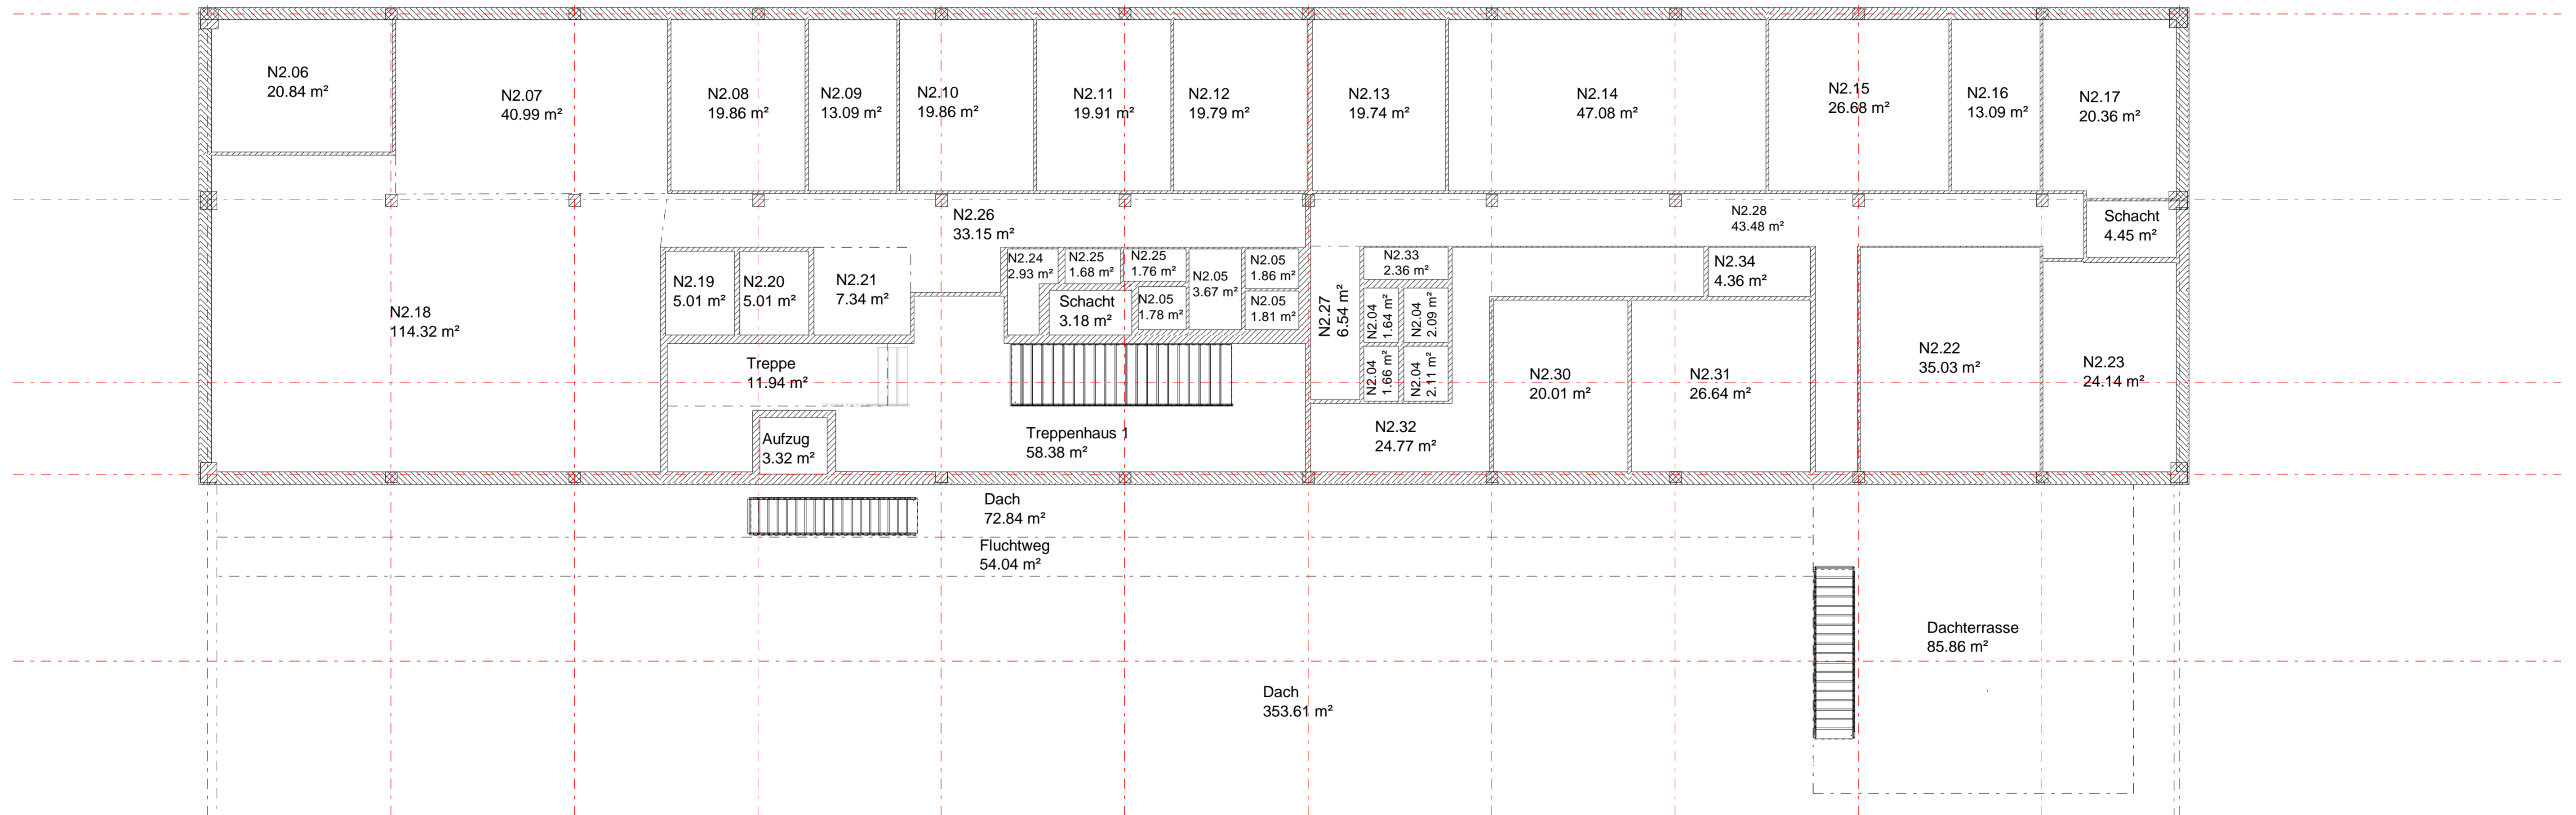 N2.06
20.84 m²
N2.07
40.99 m²
N2.08
19.86 m²
N2.09
13.09 m²
N2.10
19.86 m²
N2.11
19.91 m²
N2.12
19.79 m²
N2.13
19.74 m²
N2.14
47.08 m²
N2.15
26.68 m²
N2.16
13.09 m²
N2.17
20.36 m²
N2.26
33.15 m²
N2.28
43.48 m²
Schacht
4.45 m²
N2.18
114.32 m²
N2.19
5.01 m²
N2.20
5.01 m²
N2.21
7.34 m²
N2.24
2.93 m²
N2.25
1.68 m²
N2.25
1.76 m²
N2.05
3.67 m²
N2.05
1.86 m²
Schacht
3.18 m²
N2.05
1.78 m²
N2.05
1.81 m²
N2.27
6.54 m²
N2.33
2.36 m²
N2.04
1.64 m²
N2.04
2.09 m²
N2.04
1.66 m²
N2.04
2.11 m²
N2.34
4.36 m²
N2.30
20.01 m²
N2.31
26.64 m²
N2.22
35.03 m²
N2.23
24.14 m²
Treppe
11.94 m²
Aufzug
3.32 m²
Treppenhaus 1
58.38 m²
N2.32
24.77 m²
Dach
72.84 m²
Fluchtweg
54.04 m²
Dachterrasse
85.86 m²
Dach
353.61 m²